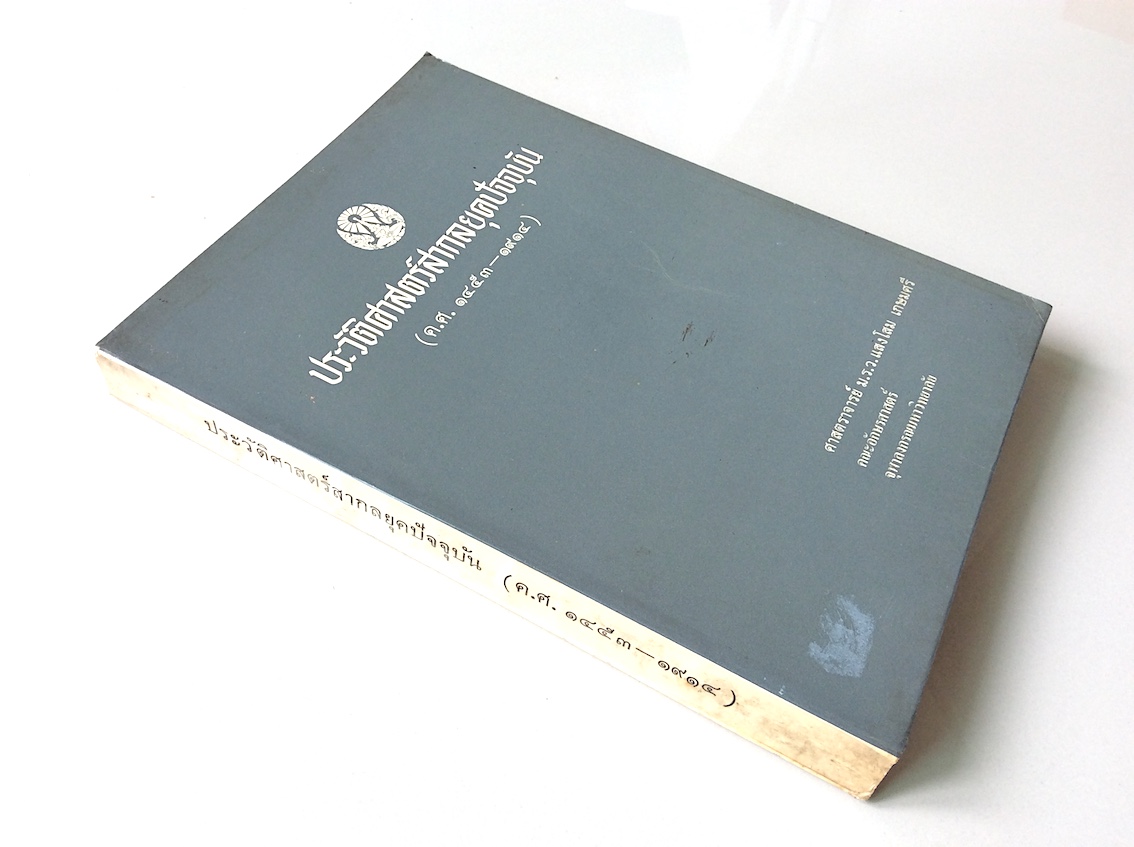 ประวัติศาสตร์สากลยุคปัจจุบัน
(ค.ศ. ๑๔๕๓—๑๙๑๔)
ศาสตราจารย์ ม.ร.ว. แสงโสม เกษมศรี
คณะอักษรศาสตร์
จุฬาลงกรณมหาวิทยาลัย
ประวัติศาสตร์สากลยุคปัจจุบัน (ค.ศ. ๑๔๕๓—๑๙๑๔)